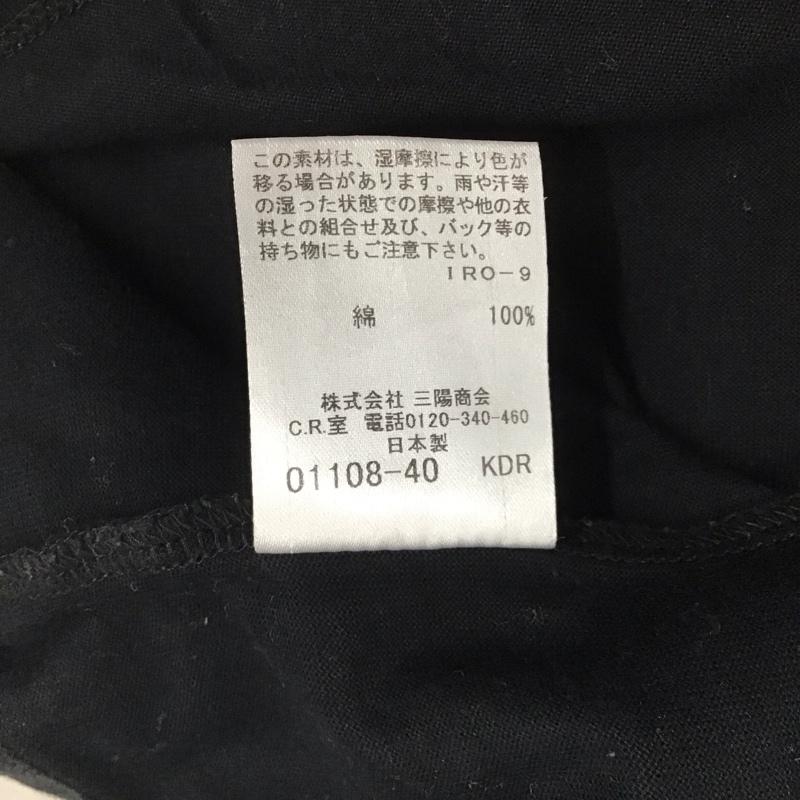 この素材は、湿摩擦により色が
移る場合があります。雨や汗等
の湿った状態での摩擦や他の衣
料との組合せ及び、バック等の
持ち物にもご注意下さい。
IRO-9
綿 100%
株式会社 三陽商会
C.R.室 電話0120-340-460
日本製
01108-40 KDR